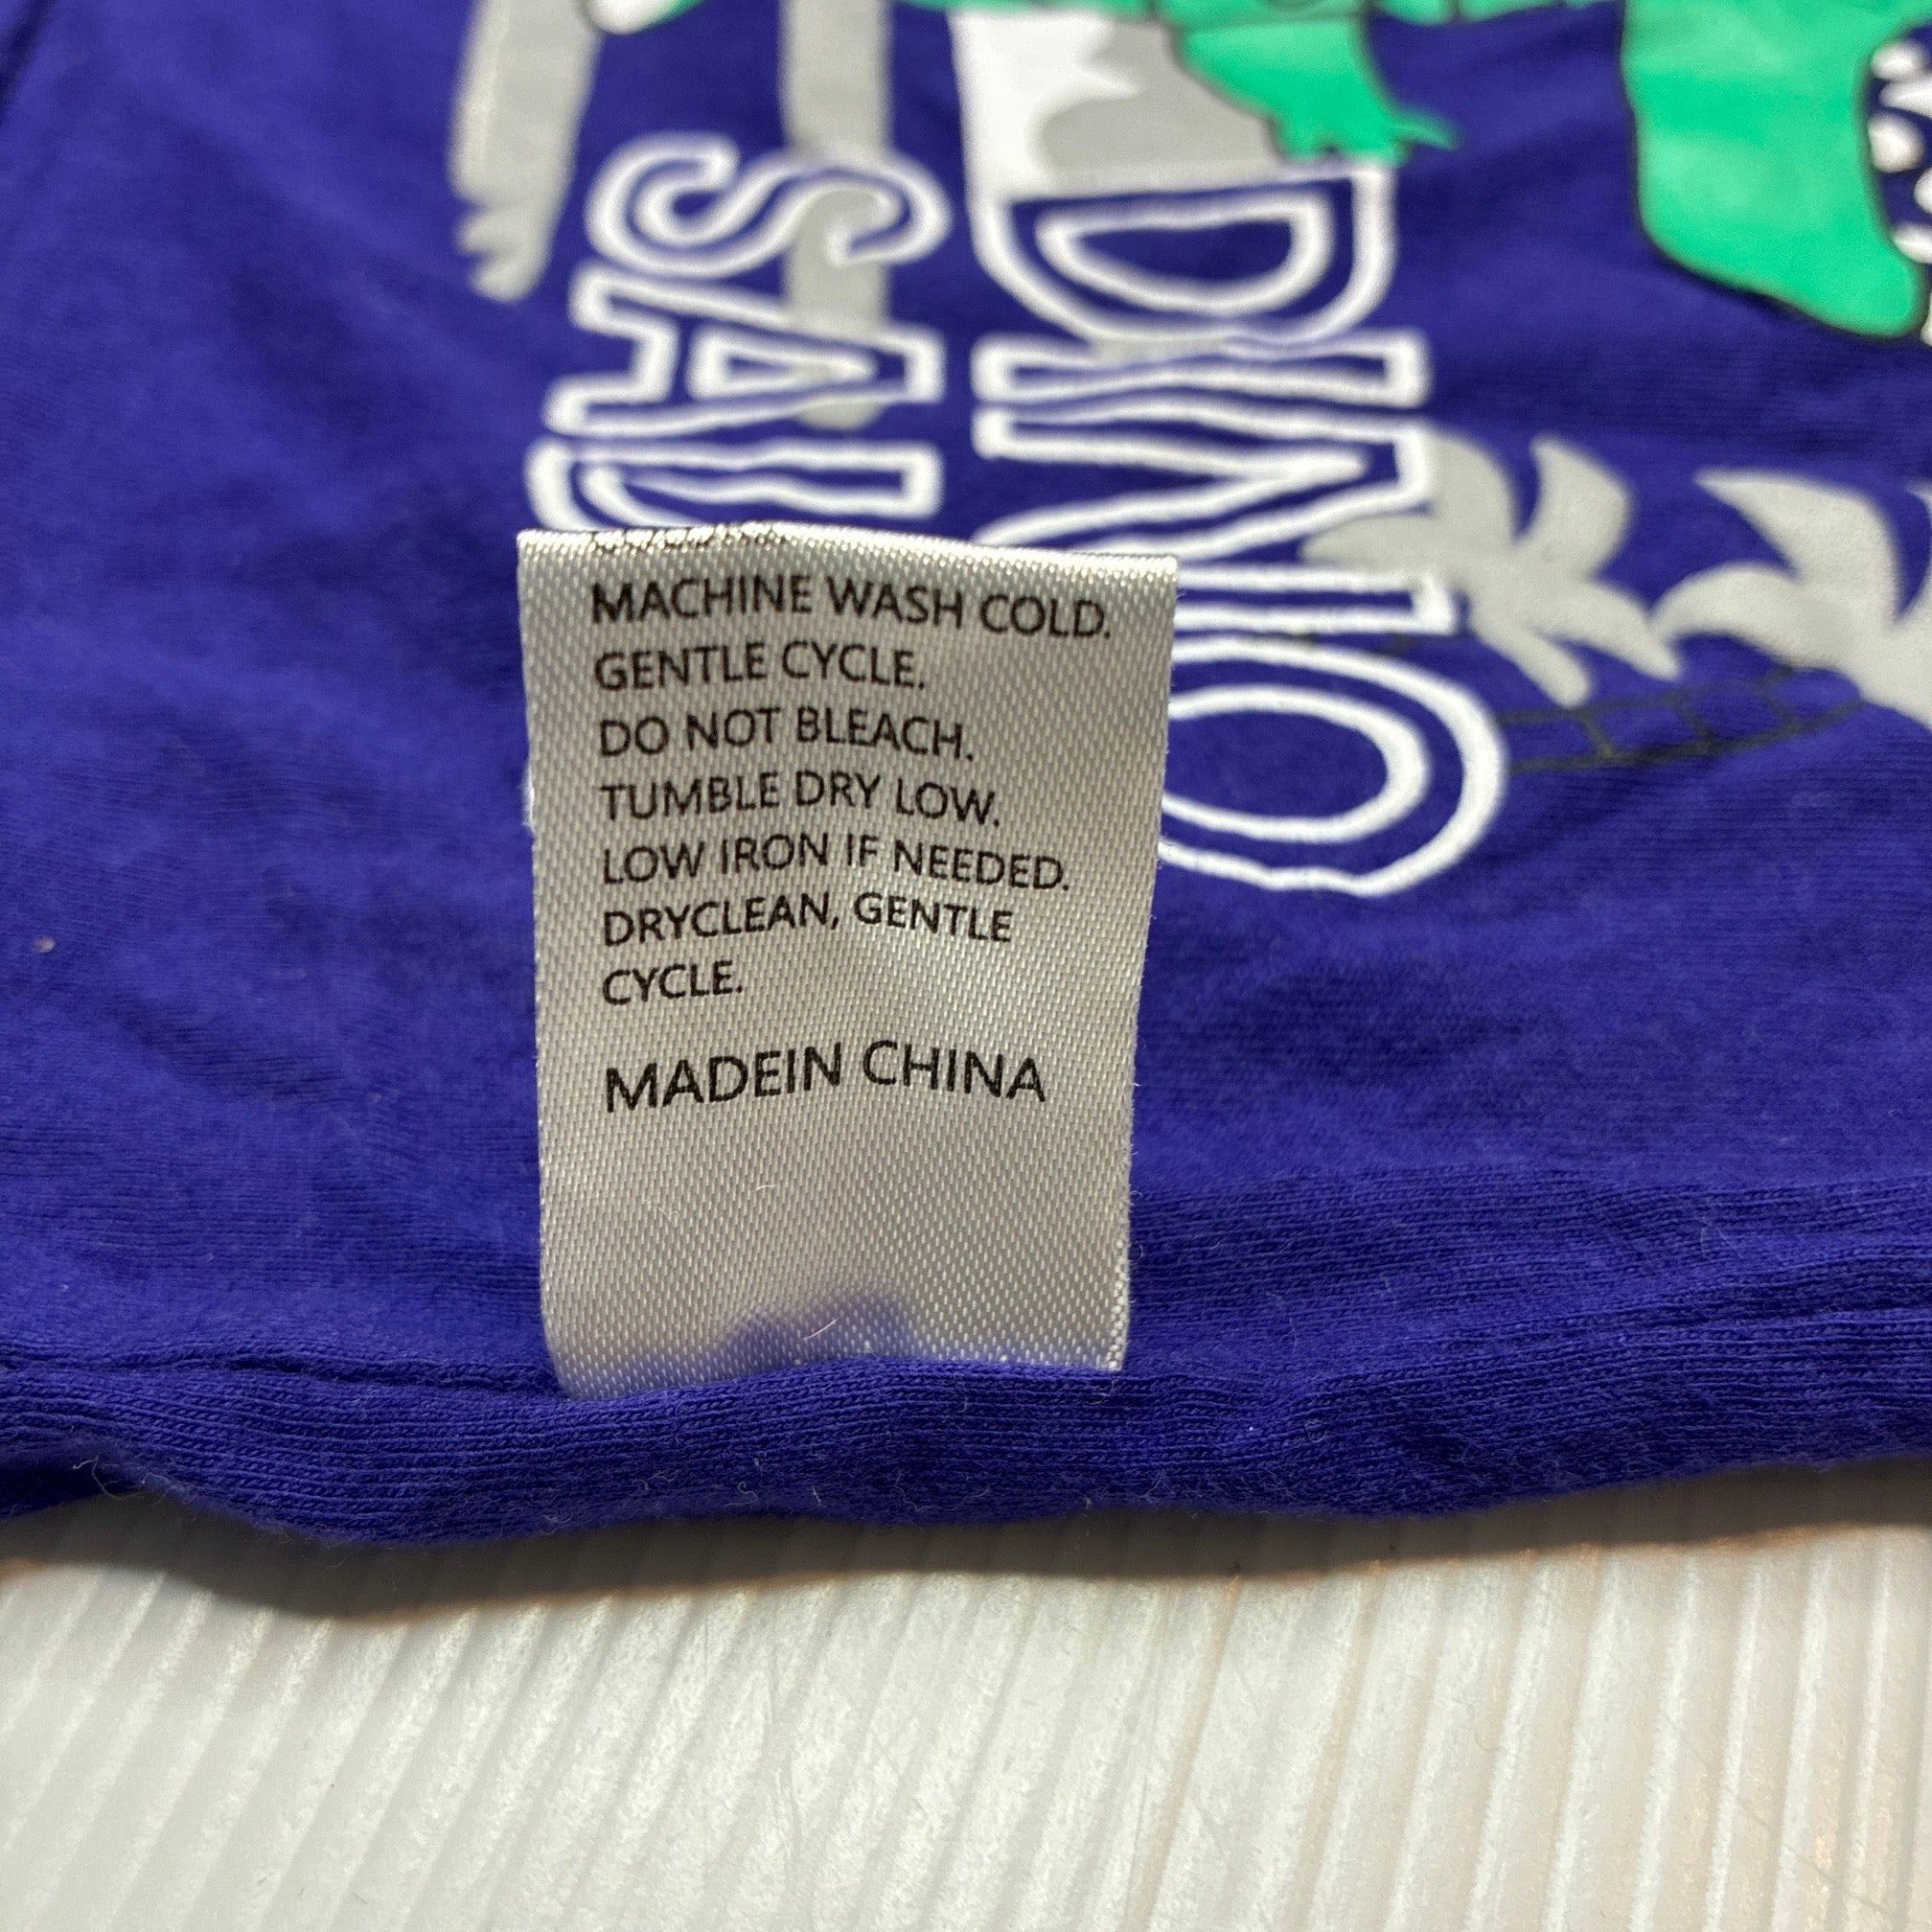 MACHINE WASH COLD.
GENTLE CYCLE.
DO NOT BLEACH.
TUMBLE DRY LOW.
LOW IRON IF NEEDED.
DRYCLEAN, GENTLE
CYCLE.
MADEIN CHINA
DINO